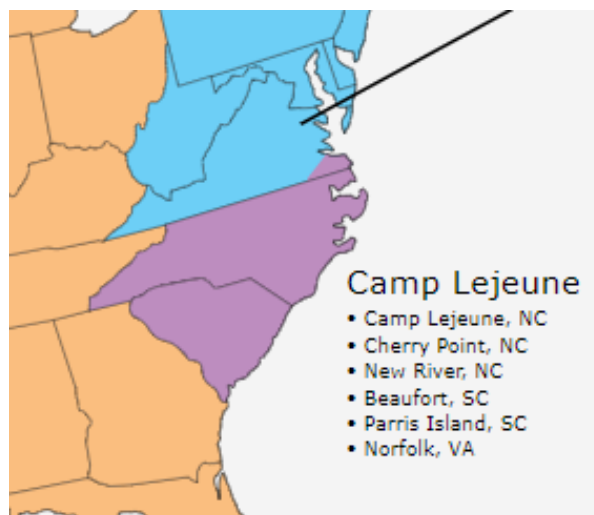 Camp Lejeune
• Camp Lejeune, NC
• Cherry Point, NC
• New River, NC
• Beaufort, SC
• Parris Island, SC
• Norfolk, VA